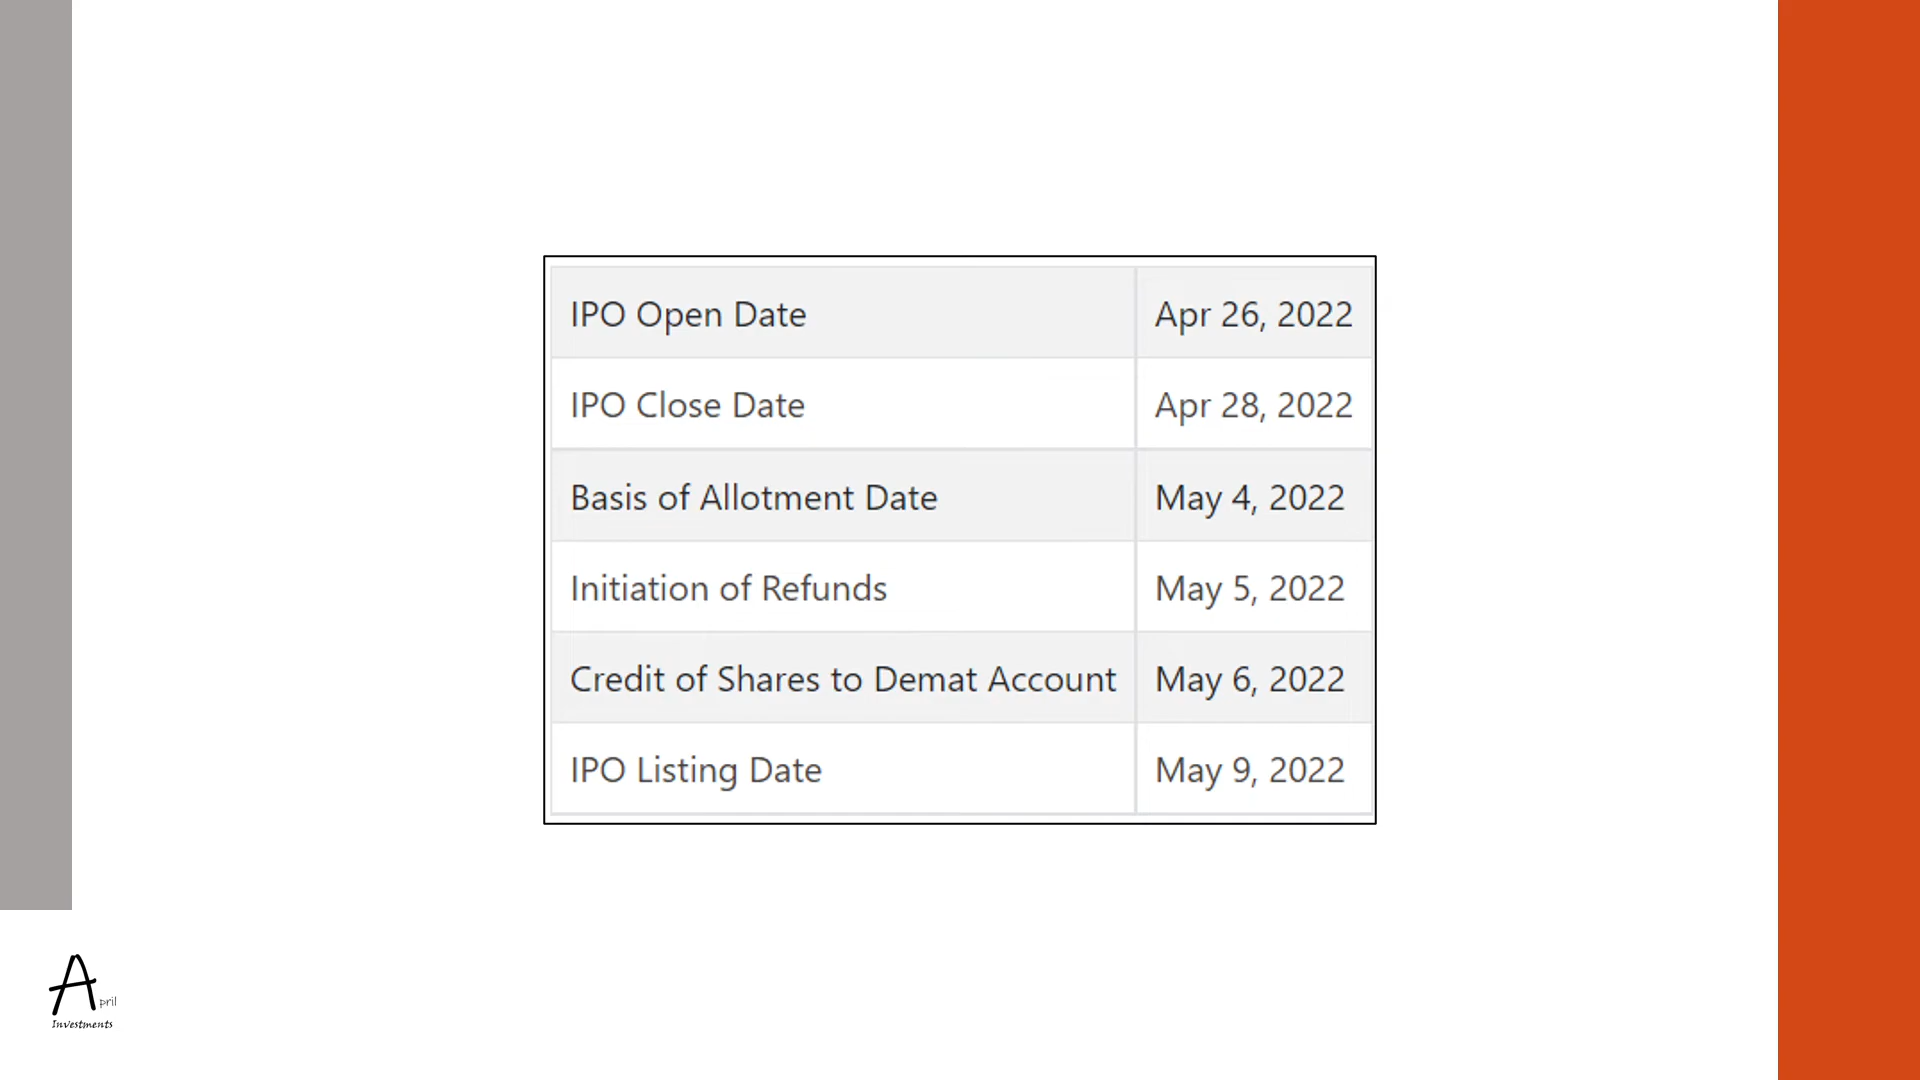 IPO Open Date Apr 26, 2022
IPO Close Date Apr 28, 2022
Basis of Allotment Date May 4, 2022
Initiation of Refunds May 5, 2022
Credit of Shares to Demat Account May 6, 2022
IPO Listing Date May 9, 2022
April
Investments